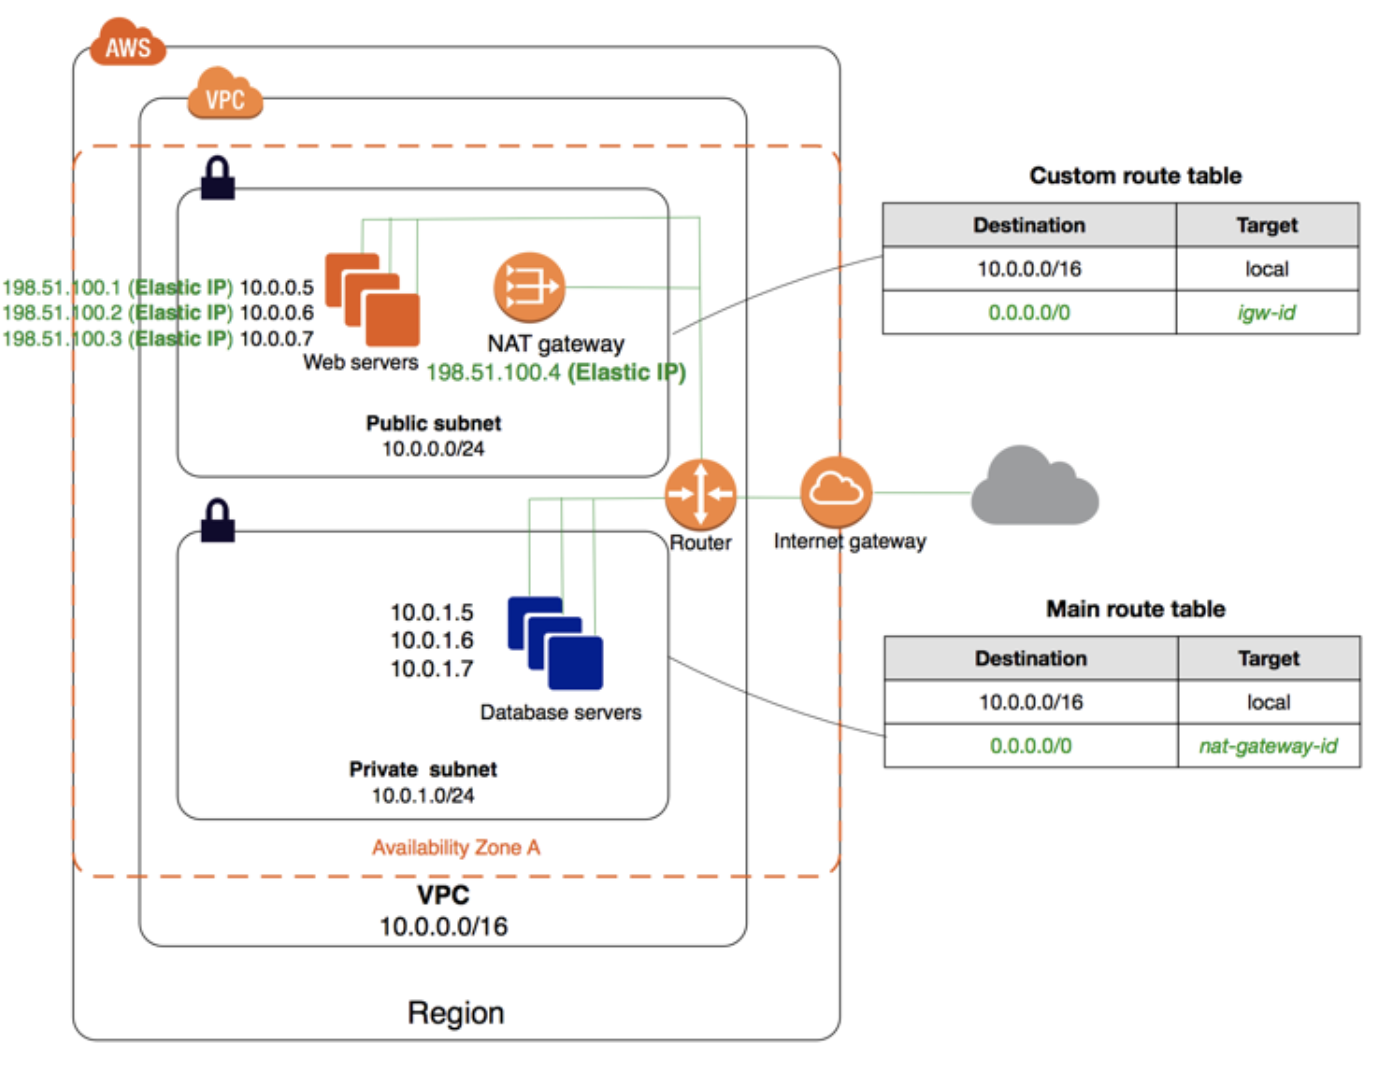 AWS
VPC
198.51.100.1 (Elastic IP) 10.0.0.5
198.51.100.2 (Elastic IP) 10.0.0.6
198.51.100.3 (Elastic IP) 10.0.0.7
Web servers
NAT gateway
198.51.100.4 (Elastic IP)
Public subnet
10.0.0.0/24
Custom route table
Destination Target
10.0.0.0/16 local
0.0.0.0/0 igw-id
Router
Internet gateway
10.0.1.5
10.0.1.6
10.0.1.7
Database servers
Private subnet
10.0.1.0/24
Main route table
Destination Target
10.0.0.0/16 local
0.0.0.0/0 nat-gateway-id
Availability Zone A
VPC
10.0.0.0/16
Region